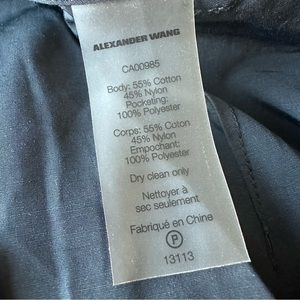 ALEXANDER WANG
CA00985
Body: 55% Cotton
45% Nylon
Pocketing:
100% Polyester
Corps: 55% Coton
45% Nylon
Empochant:
100% Polyester
Dry clean only
Nettoyer à
sec seulement
Fabriqué en Chine
P
13113